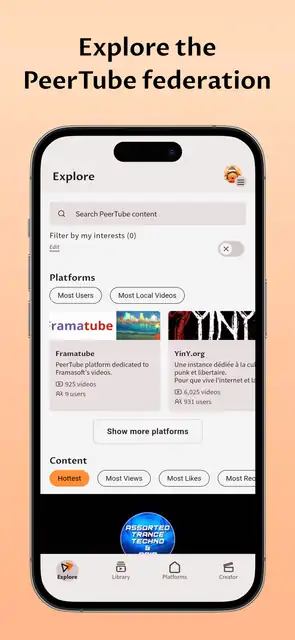 Explore the
PeerTube federation
Explore
Search PeerTube content
Filter by my interests (0)
Edit
Platforms
Most Users
Most Local Videos
framatube
YINY
Framatube
PeerTube platform dedicated to
Framasoft's videos.
925 videos
9 users
YinY.org
Une instance dédiée à la cul
punk et libertaire.
Pour que vive l'internet et la
6,025 videos
931 users
Show more platforms
Content
Hottest
Most Views
Most Likes
Most Rec
ASSORTED
TRANCE
TECHNO
&
Explore
Library
Platforms
Creator